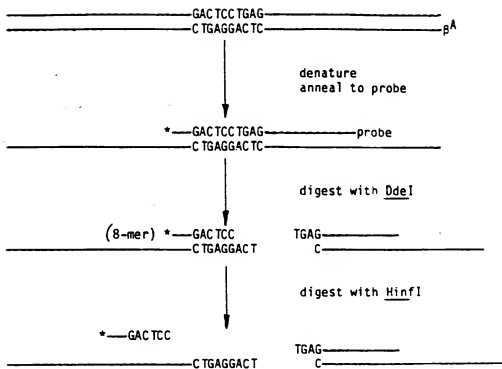 GACTCCTGAG
CTGAGGACTC βA
denature
anneal to probe
*—GACTCCTGAG—probe
CTGAGGACTC
digest with DdeI
(8-mer) *—GACTCC TGAG
CTGAGGACT C
digest with HinfI
*—GACTCC
TGAG
CTGAGGACT C